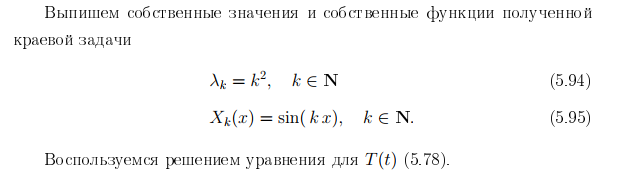 Выпишем собственные значения и собственные функции полученной
краевой задачи
λ_k = k², k ∈ N (5.94)
X_k(x) = sin( k x), k ∈ N. (5.95)
Воспользуемся решением уравнения для T(t) (5.78).